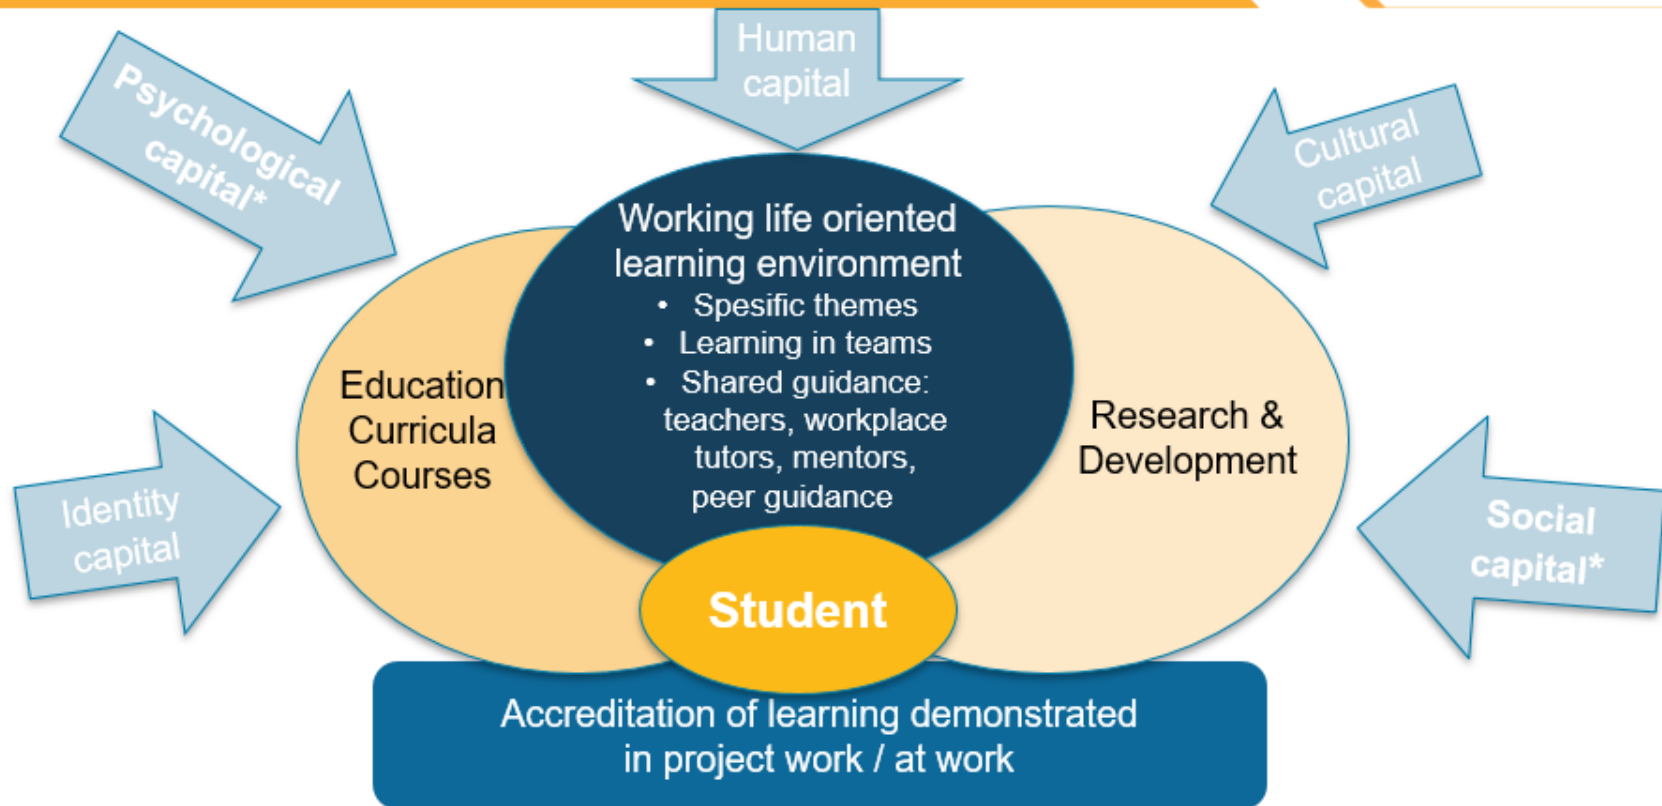 Human
capital
Psychological
capital*
Cultural
capital
Working life oriented
learning environment
• Spesific themes
• Learning in teams
• Shared guidance:
teachers, workplace
tutors, mentors,
peer guidance
Education
Curricula
Courses
Research &
Development
Identity
capital
Social
capital*
Student
Accreditation of learning demonstrated
in project work / at work